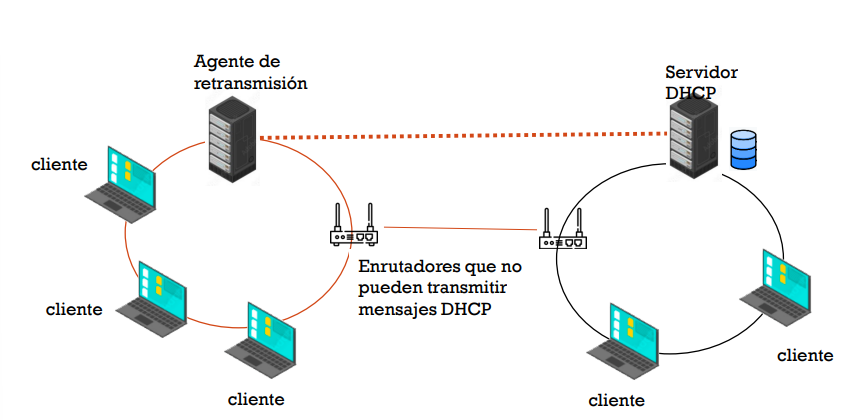 Agente de
retransmisión
Servidor
DHCP
cliente
Enrutadores que no
pueden transmitir
mensajes DHCP
cliente
cliente
cliente
cliente